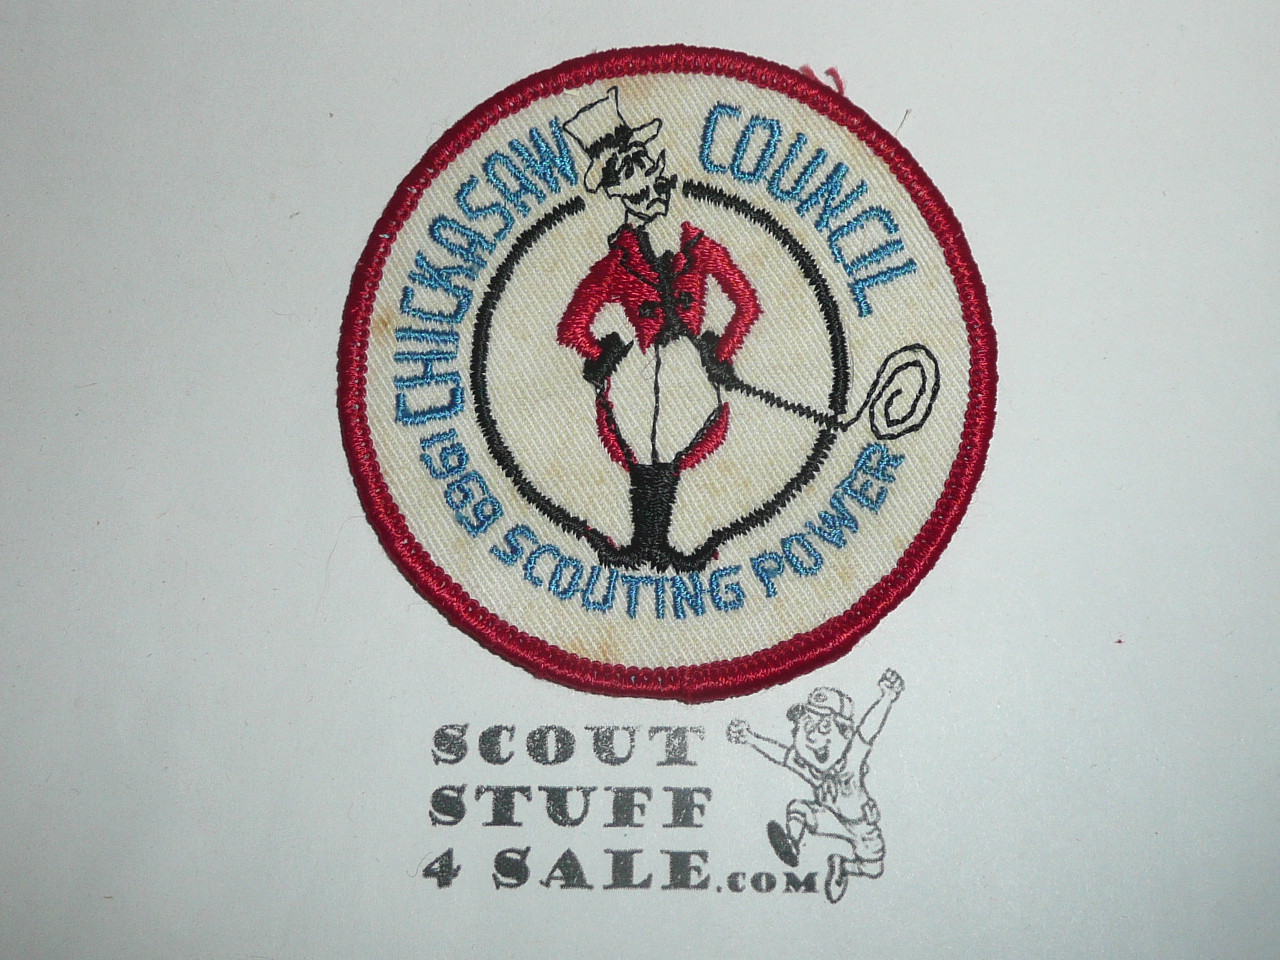 CHICKASAW COUNCIL
1969 SCOUTING POWER
SCOUT
STUFF
4 SALE.COM